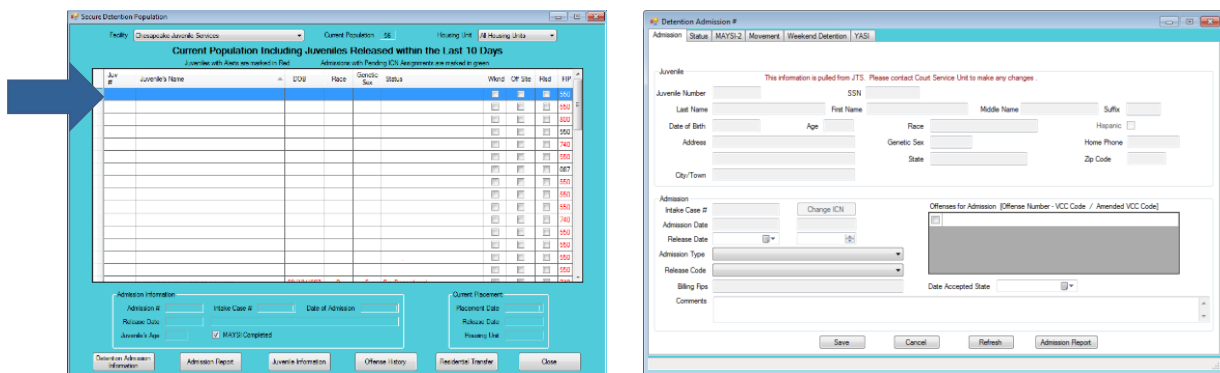 Secure Detention Population
Facility Chesapeake Juvenile Services Current Population 56 Housing Unit All Housing Units
Current Population Including Juveniles Released within the Last 10 Days
Juveniles with Alerts are marked in Red Admissions with Pending ICN Assignments are marked in green
Juv # Juvenile's Name DOB Race Genetic Sex Status Wknd Off Site Rlsd FIP
550
550
800
550
740
550
087
550
550
550
740
550
550
550
550
Admission Information
Admission # Intake Case # Date of Admission
Release Date
Juvenile's Age MAYSI Completed
Current Placement
Placement Date
Release Date
Housing Unit
Detention Admission Information Admission Report Juvenile Information Offense History Residential Transfer Close
Detention Admission #
Admission Status MAYSI-2 Movement Weekend Detention YASI
Juvenile
This information is pulled from JTS. Please contact Court Service Unit to make any changes .
Juvenile Number SSN
Last Name First Name Middle Name Suffix
Date of Birth Age Race Hispanic
Address Genetic Sex Home Phone
State Zip Code
City/Town
Admission
Intake Case # Change ICN Offenses for Admission [Offense Number - VCC Code / Amended VCC Code]
Admission Date
Release Date
Admission Type
Release Code
Billing Fips Date Accepted State
Comments
Save Cancel Refresh Admission Report